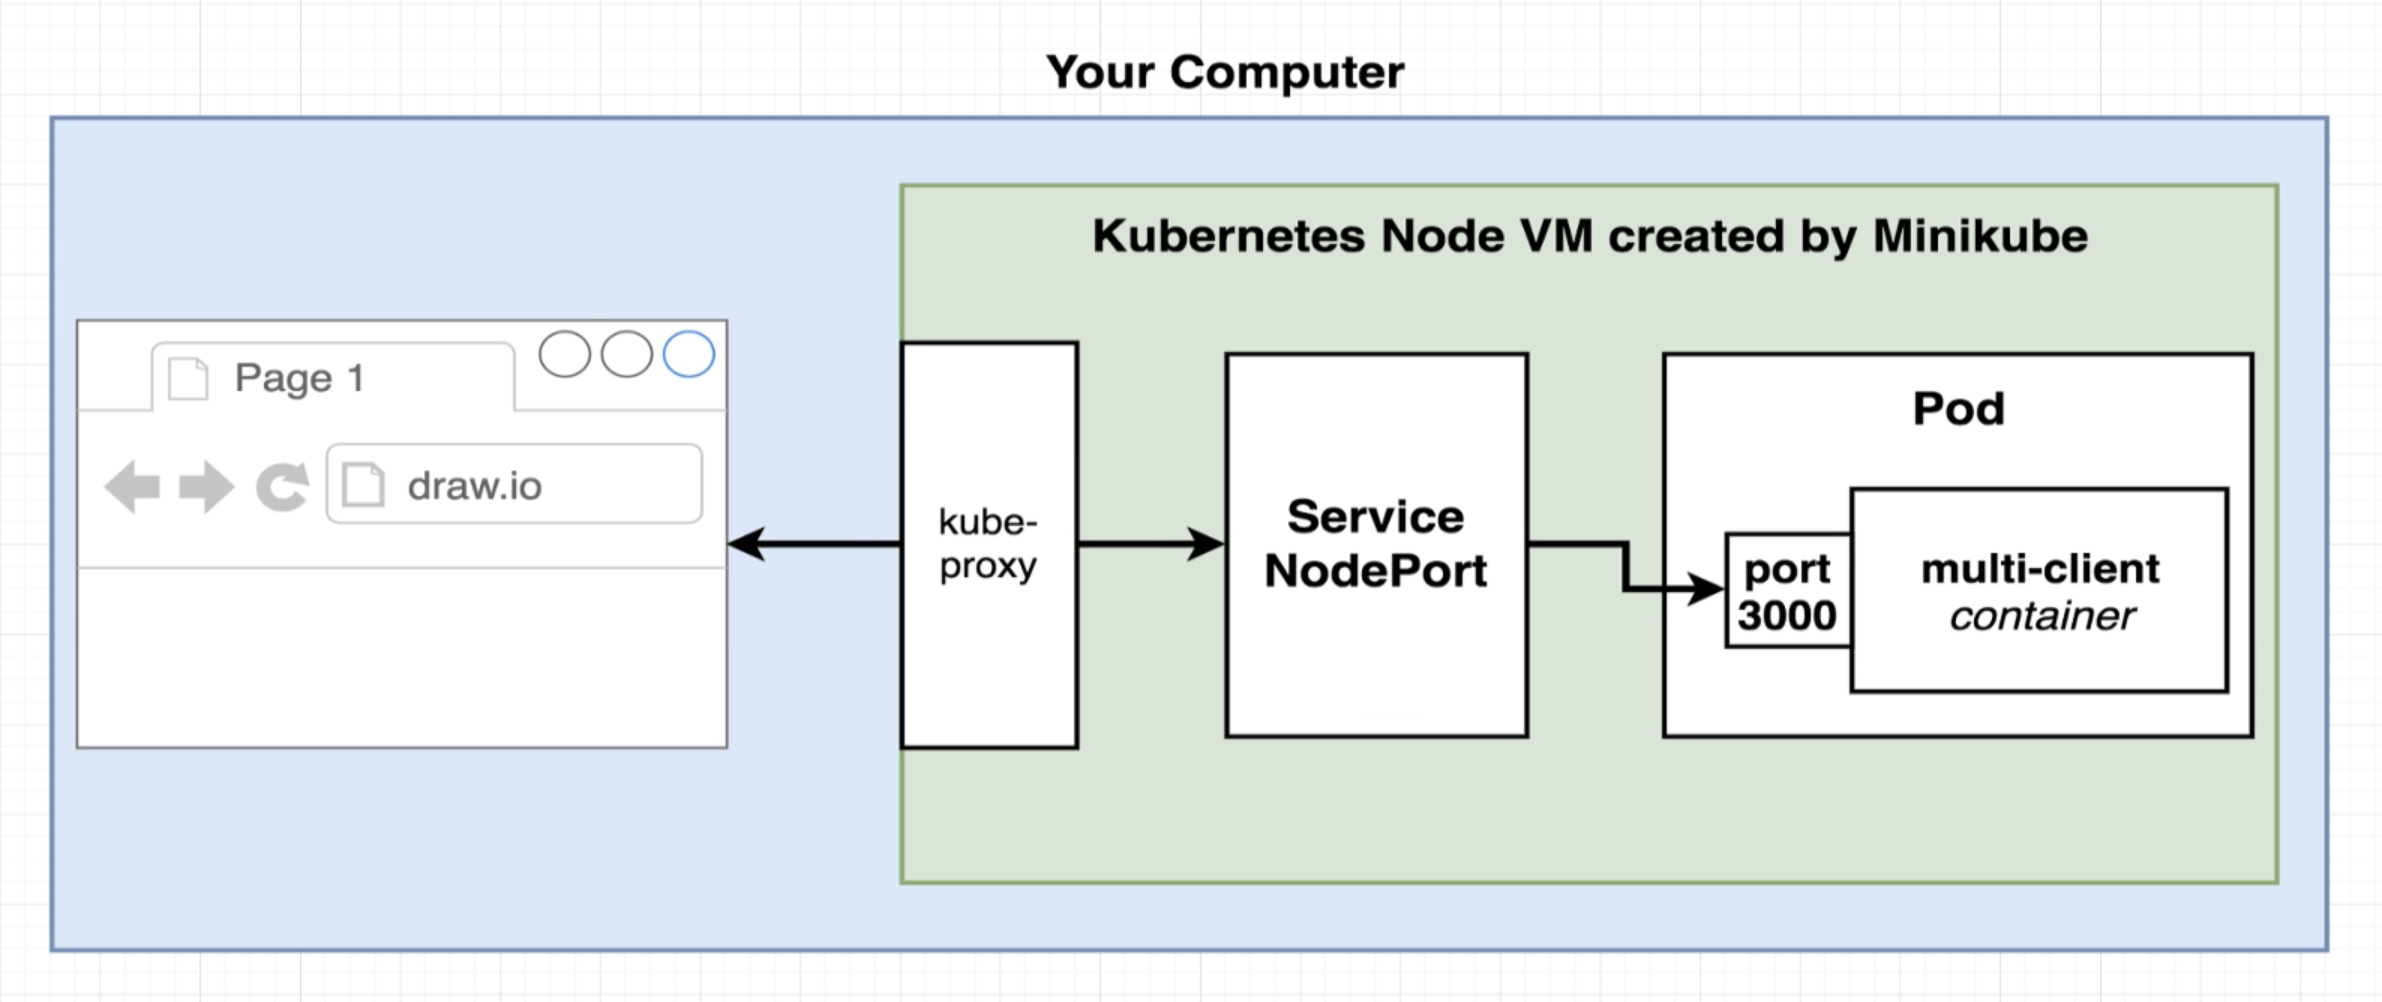 Your Computer
Kubernetes Node VM created by Minikube
Page 1
draw.io
kube-
proxy
Service
NodePort
Pod
port
3000
multi-client
container